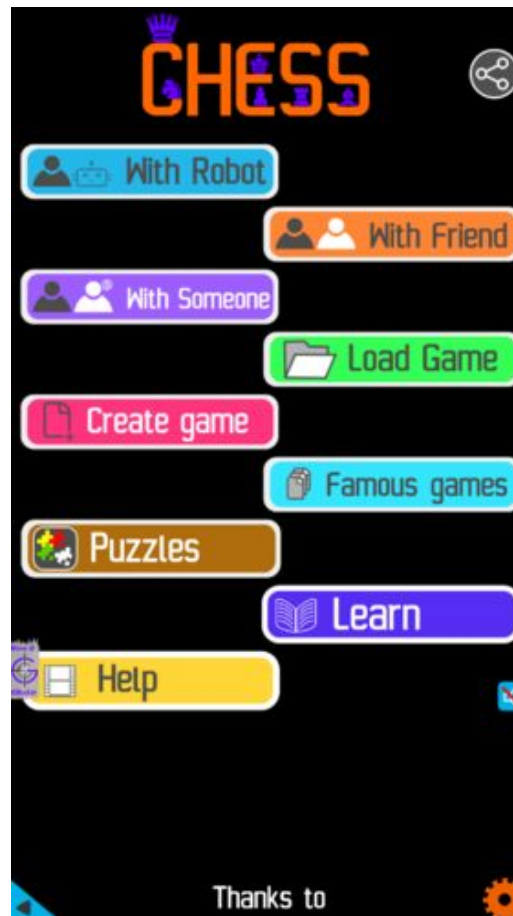 CHESS
With Robot
With Friend
With Someone
Load Game
Create game
Famous games
Puzzles
Learn
Help
Thanks to